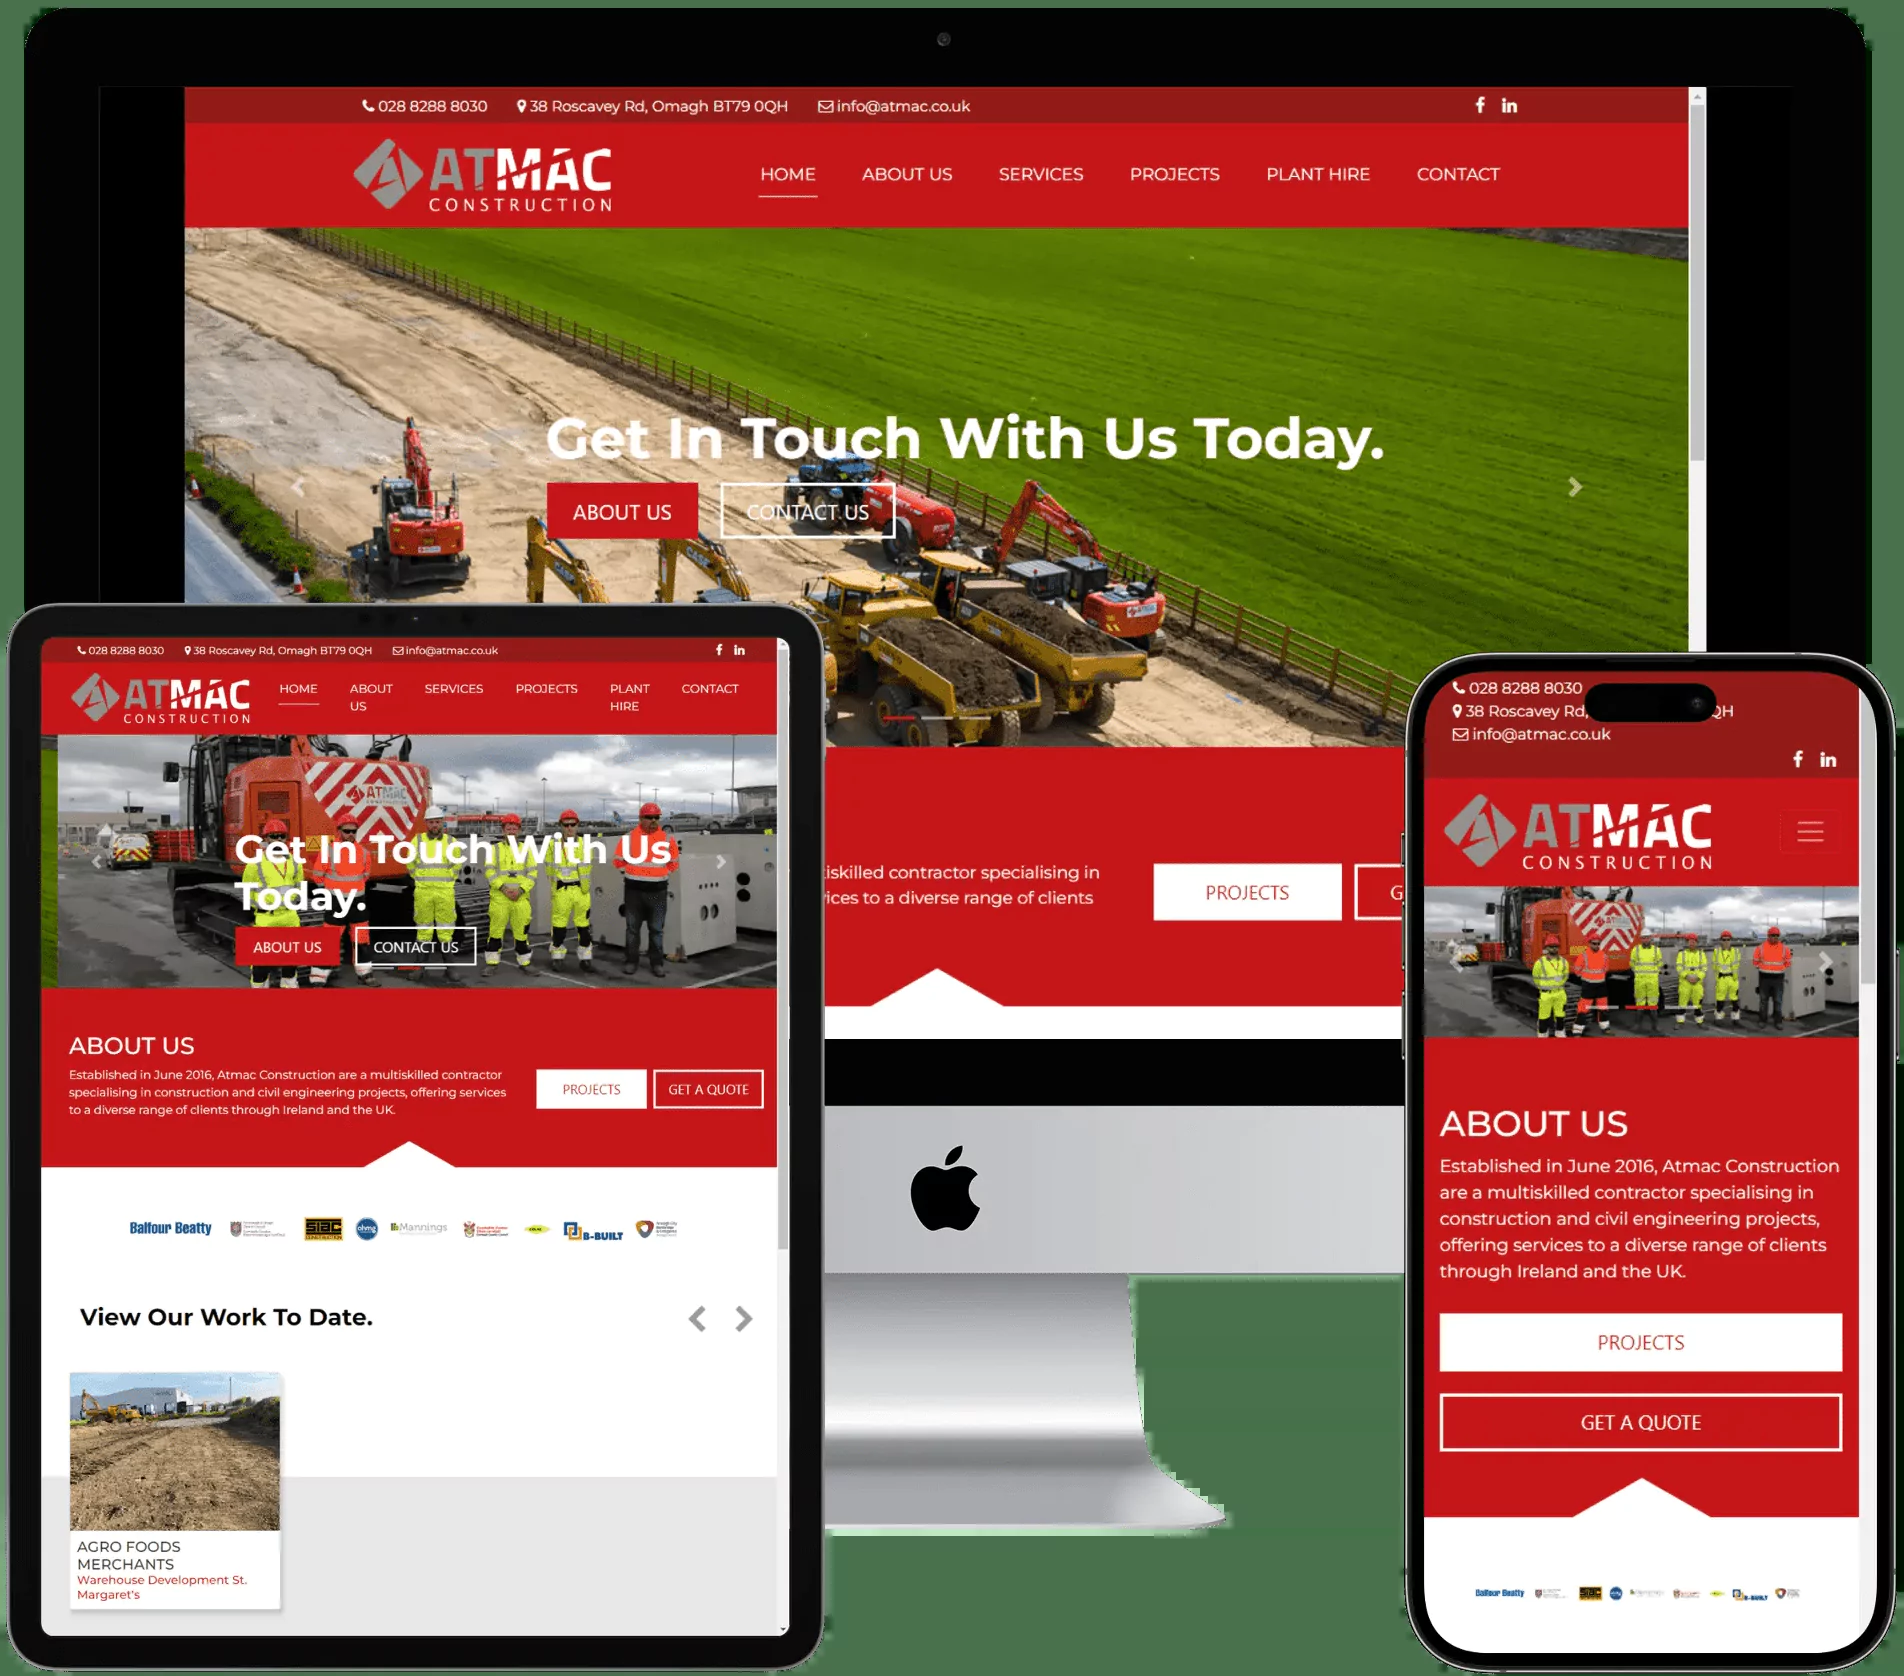 028 8288 8030
38 Roscavey Rd, Omagh BT79 0QH
info@atmac.co.uk
ATMAC
CONSTRUCTION
HOME
ABOUT US
SERVICES
PROJECTS
PLANT HIRE
CONTACT
Get In Touch With Us Today.
ABOUT US
CONTACT US
iskilled contractor specialising in
ices to a diverse range of clients
PROJECTS
G
028 8288 8030
38 Roscavey Rd, Omagh BT79 0QH
info@atmac.co.uk
ATMAC
CONSTRUCTION
HOME
ABOUT
US
SERVICES
PROJECTS
PLANT
HIRE
CONTACT
ATMAC
Get In Touch With Us
Today.
ABOUT US
CONTACT US
ABOUT US
Established in June 2016, Atmac Construction are a multiskilled contractor
specialising in construction and civil engineering projects, offering services
to a diverse range of clients through Ireland and the UK.
PROJECTS
GET A QUOTE
Balfour Beatty
SIAC
CONSTRUCTION
Mannings
B-BUILT
View Our Work To Date.
AGRO FOODS
MERCHANTS
Warehouse Development St.
Margaret's
028 8288 8030
38 Roscavey Rd,
QH
info@atmac.co.uk
ATMAC
CONSTRUCTION
ABOUT US
Established in June 2016, Atmac Construction
are a multiskilled contractor specialising in
construction and civil engineering projects,
offering services to a diverse range of clients
through Ireland and the UK.
PROJECTS
GET A QUOTE
Balfour Beatty
SIAC
B-BUILT